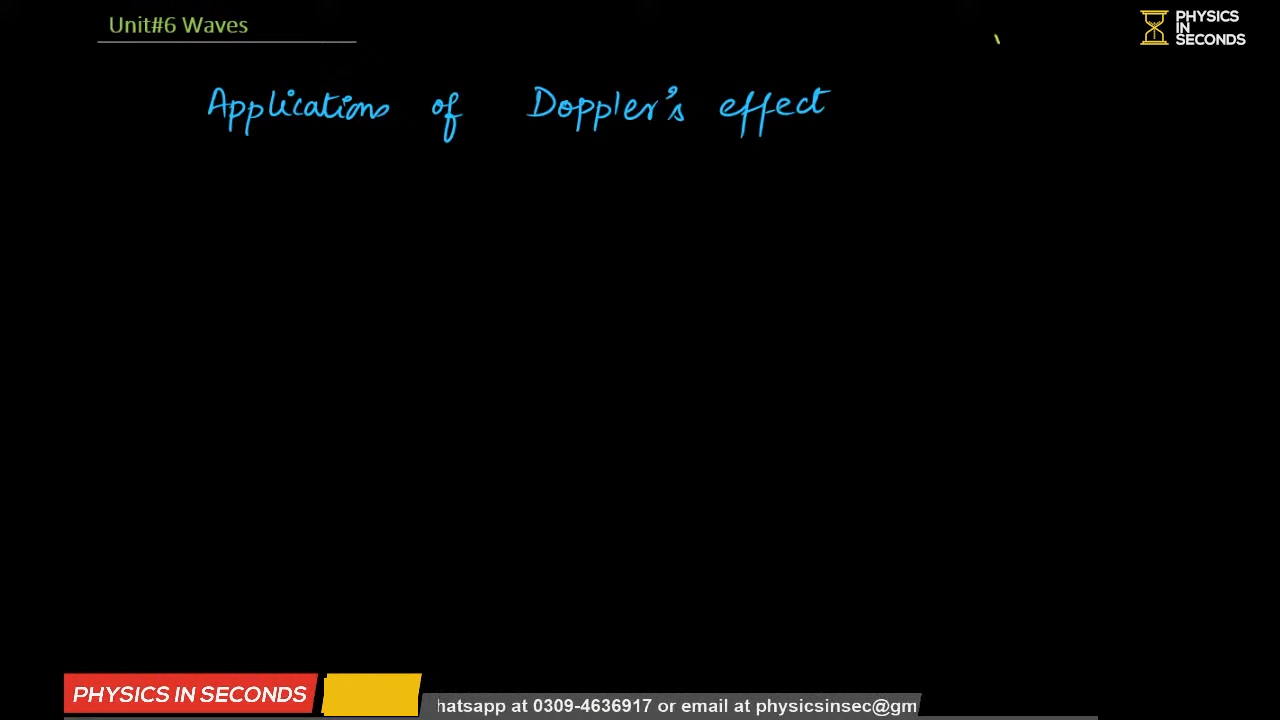 Unit#6 Waves
PHYSICS
IN
SECONDS
Applications of Doppler's effect
PHYSICS IN SECONDS
hatsapp at 0309-4636917 or email at physicsinsec@gm